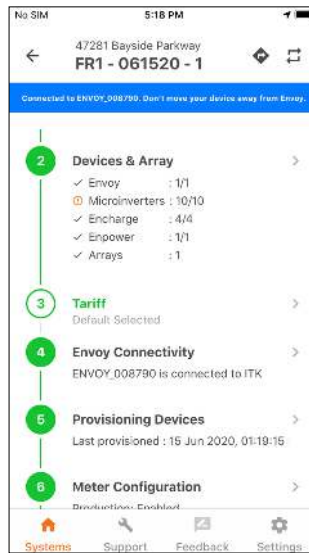 No SIM 5:18 PM
47281 Bayside Parkway
FR1 - 061520 - 1
Connected to ENVOY_008790. Don't move your device away from Envoy.
2 Devices & Array
Envoy : 1/1
Microinverters : 10/10
Encharge : 4/4
Enpower : 1/1
Arrays : 1
3 Tariff
Default Selected
4 Envoy Connectivity
ENVOY_008790 is connected to ITK
5 Provisioning Devices
Last provisioned : 15 Jun 2020, 01:19:15
6 Meter Configuration
Production: Enabled
Systems Support Feedback Settings